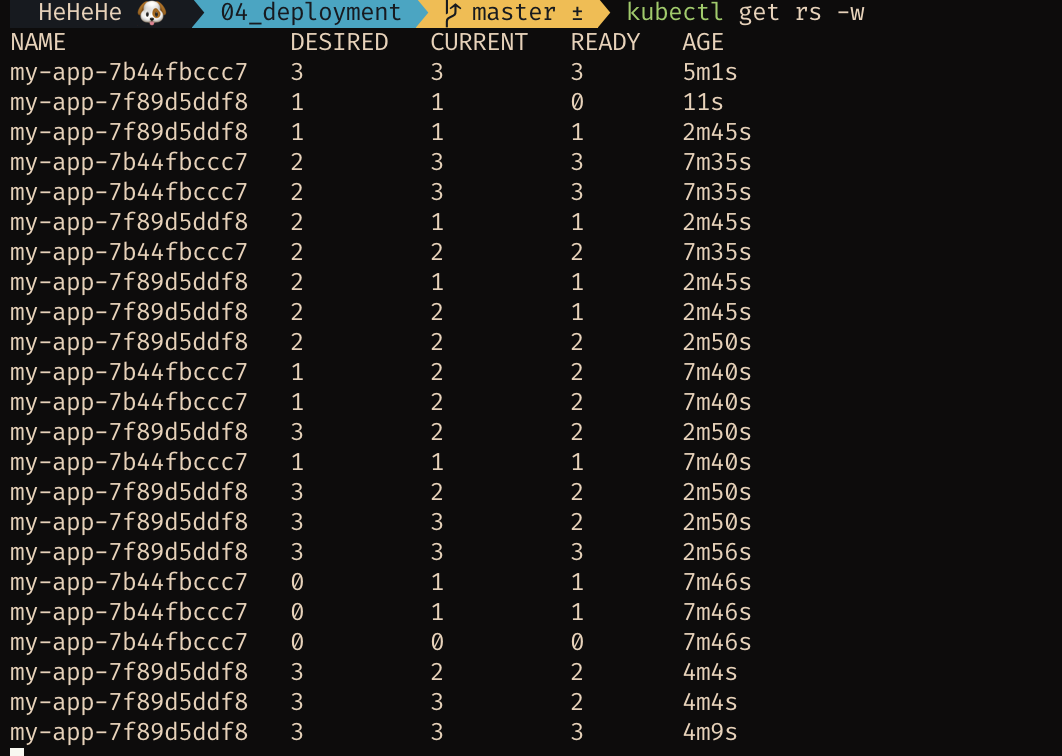 HeHeHe 🐶 04_deployment master ± kubectl get rs -w
NAME DESIRED CURRENT READY AGE
my-app-7b44fbccc7 3 3 3 5m1s
my-app-7f89d5ddf8 1 1 0 11s
my-app-7f89d5ddf8 1 1 1 2m45s
my-app-7b44fbccc7 2 3 3 7m35s
my-app-7b44fbccc7 2 3 3 7m35s
my-app-7f89d5ddf8 2 1 1 2m45s
my-app-7b44fbccc7 2 2 2 7m35s
my-app-7f89d5ddf8 2 1 1 2m45s
my-app-7f89d5ddf8 2 2 1 2m45s
my-app-7f89d5ddf8 2 2 2 2m50s
my-app-7b44fbccc7 1 2 2 7m40s
my-app-7b44fbccc7 1 2 2 7m40s
my-app-7f89d5ddf8 3 2 2 2m50s
my-app-7b44fbccc7 1 1 1 7m40s
my-app-7f89d5ddf8 3 2 2 2m50s
my-app-7f89d5ddf8 3 3 2 2m50s
my-app-7f89d5ddf8 3 3 3 2m56s
my-app-7b44fbccc7 0 1 1 7m46s
my-app-7b44fbccc7 0 1 1 7m46s
my-app-7b44fbccc7 0 0 0 7m46s
my-app-7f89d5ddf8 3 2 2 4m4s
my-app-7f89d5ddf8 3 3 2 4m4s
my-app-7f89d5ddf8 3 3 3 4m9s